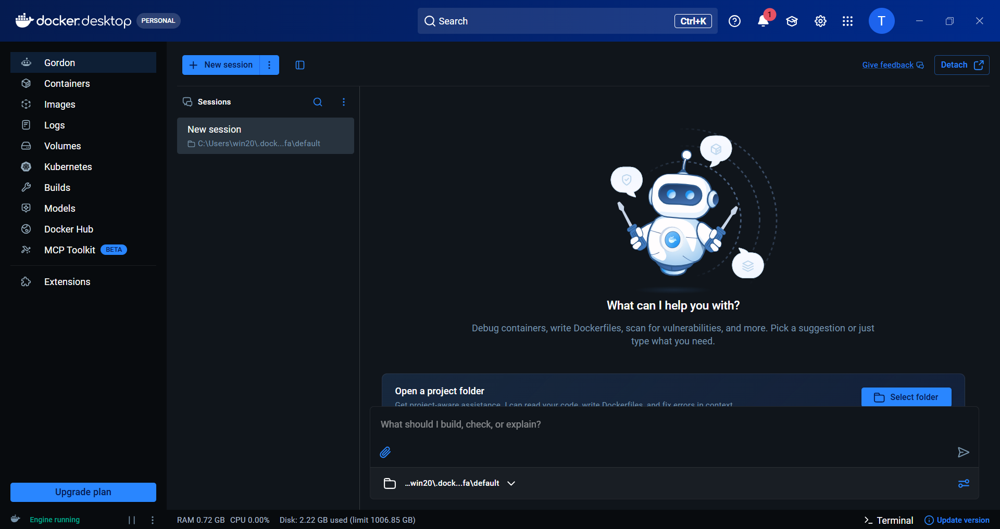 docker.desktop PERSONAL
Search Ctrl+K
1
T
Gordon
Containers
Images
Logs
Volumes
Kubernetes
Builds
Models
Docker Hub
MCP Toolkit BETA
Extensions
Upgrade plan
New session
Give feedback
Detach
Sessions
New session
C:\Users\win20\.dock...fa\default
What can I help you with?
Debug containers, write Dockerfiles, scan for vulnerabilities, and more. Pick a suggestion or just
type what you need.
Open a project folder
Get project-aware assistance. I can read your code, write Dockerfiles, and fix errors in context
Select folder
What should I build, check, or explain?
...win20\.dock...fa\default
Engine running
RAM 0.72 GB CPU 0.00% Disk: 2.22 GB used (limit 1006.85 GB)
Terminal
Update version